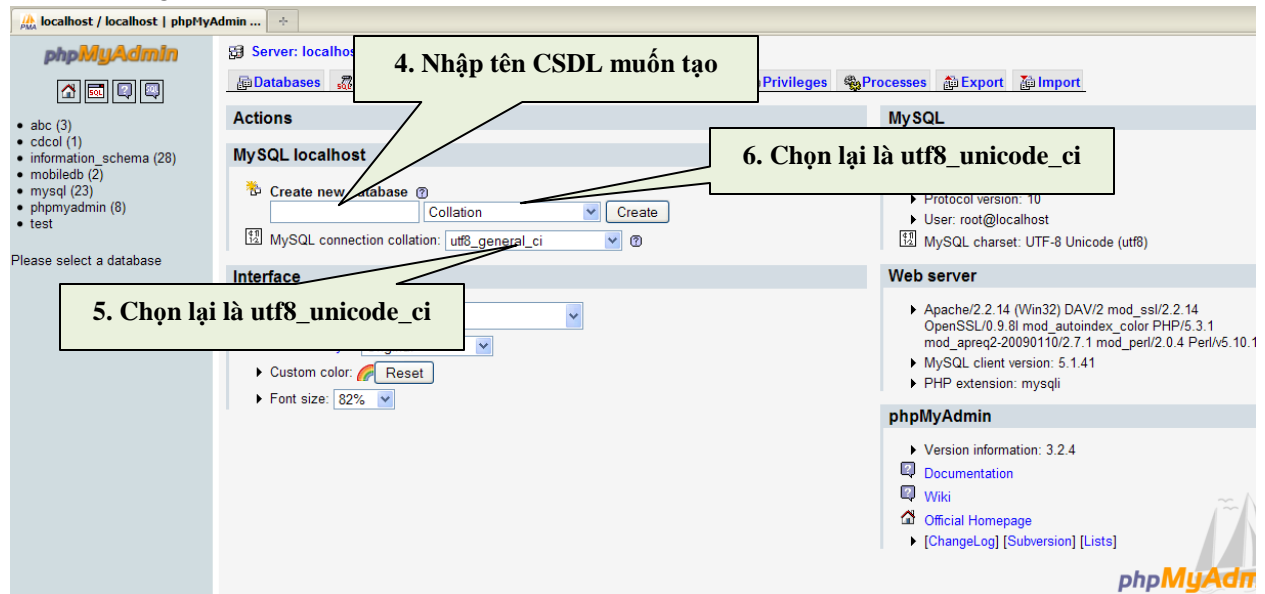 localhost / localhost | phpMyAdmin ...
phpMyAdmin
SQL
abc (3)
cdcol (1)
information_schema (28)
mobiledb (2)
mysql (23)
phpmyadmin (8)
test
Please select a database
Server: localhos
4. Nhập tên CSDL muốn tạo
Databases
Privileges
Processes
Export
Import
Actions
MySQL localhost
Create new database
Collation
Create
MySQL connection collation: utf8_general_ci
Interface
5. Chọn lại là utf8_unicode_ci
Custom color:
Reset
Font size: 82%
MySQL
6. Chọn lại là utf8_unicode_ci
Protocol version: 10
User: root@localhost
MySQL charset: UTF-8 Unicode (utf8)
Web server
Apache/2.2.14 (Win32) DAV/2 mod_ssl/2.2.14
OpenSSL/0.9.8l mod_autoindex_color PHP/5.3.1
mod_apreq2-20090110/2.7.1 mod_perl/2.0.4 Perl/v5.10.1
MySQL client version: 5.1.41
PHP extension: mysqli
phpMyAdmin
Version information: 3.2.4
Documentation
Wiki
Official Homepage
[ChangeLog] [Subversion] [Lists]
phpMyAdm